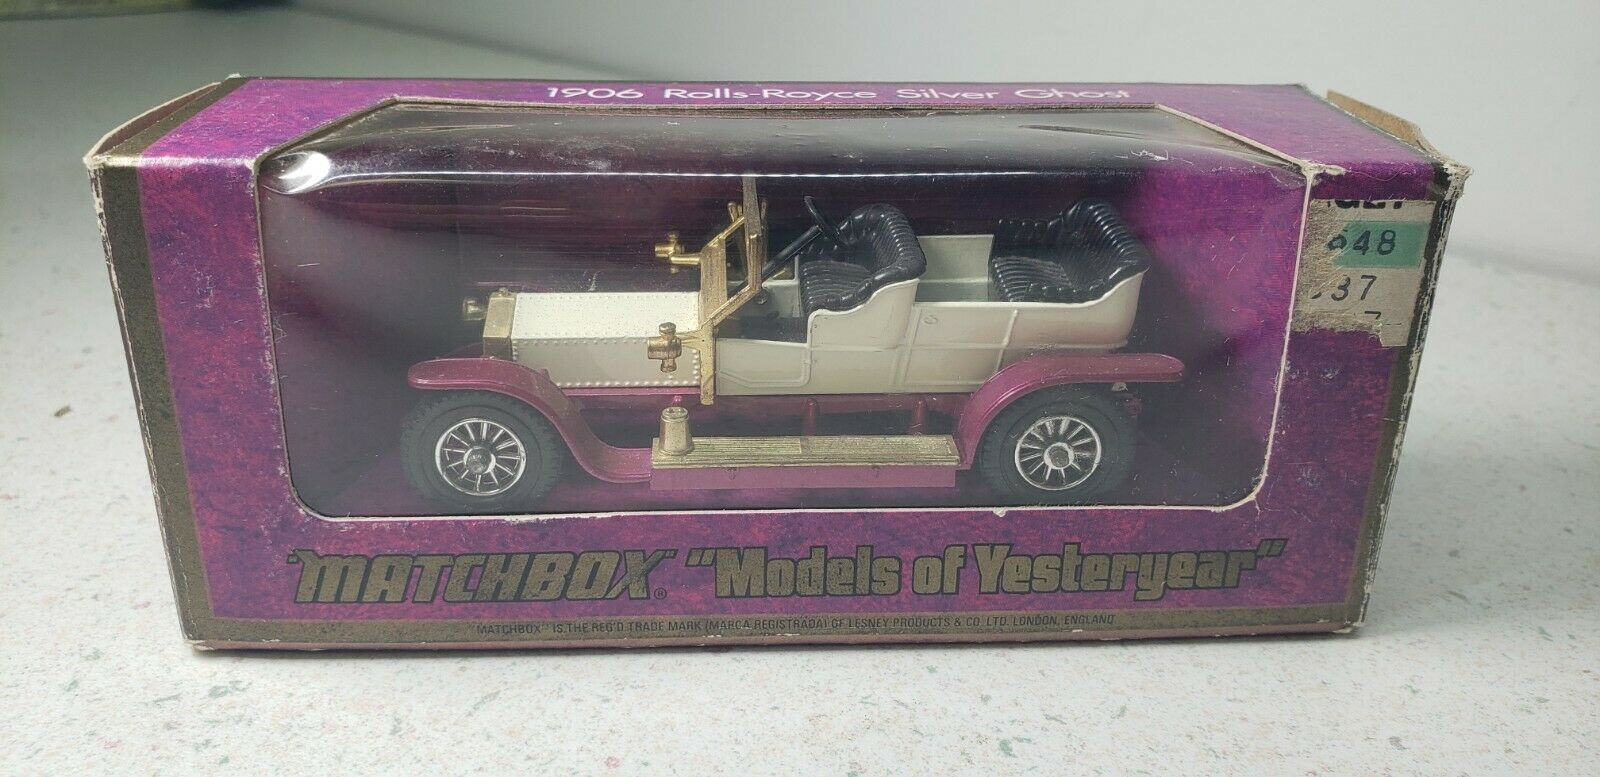 1906 Rolls-Royce Silver Ghost
648
37
"MATCHBOX"® "Models of Yesteryear"
"MATCHBOX" IS THE REG'D TRADE MARK (MARCA REGISTRADA) OF LESNEY PRODUCTS & CO. LTD. LONDON, ENGLAND